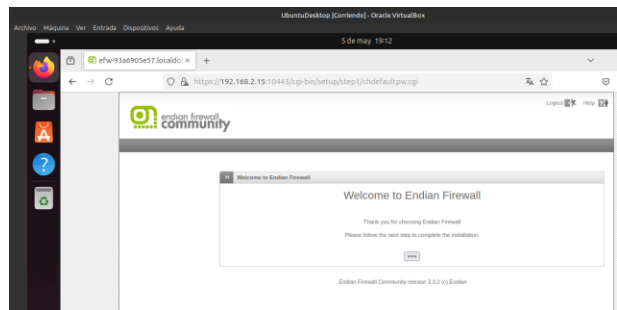 UbuntuDesktop [Corriendo] - Oracle VirtualBox
Archivo Máquina Ver Entrada Dispositivos Ayuda
5 de may 19:12
efw-93a6905e57.localdo
https://192.168.2.15:10443/cgi-bin/setup/step1/chdefaultpw.cgi
Logout Help
endian firewall
community
Welcome to Endian Firewall
Welcome to Endian Firewall
Thank you for choosing Endian Firewall
Please follow the next step to complete the installation.
>>>
Endian Firewall Community release 3.3.2 (c) Endian